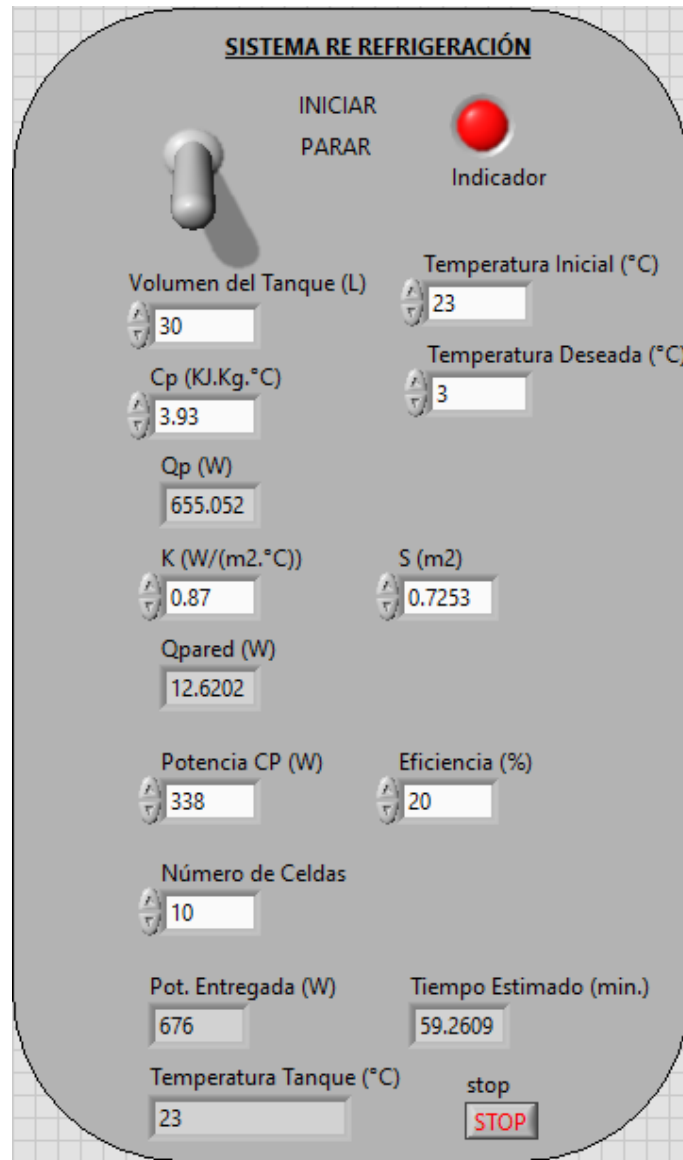 SISTEMA RE REFRIGERACIÓN
INICIAR
PARAR
Indicador
Volumen del Tanque (L)
30
Temperatura Inicial (°C)
23
Cp (KJ.Kg.°C)
3.93
Temperatura Deseada (°C)
3
Qp (W)
655.052
K (W/(m2.°C))
0.87
S (m2)
0.7253
Qpared (W)
12.6202
Potencia CP (W)
338
Eficiencia (%)
20
Número de Celdas
10
Pot. Entregada (W)
676
Tiempo Estimado (min.)
59.2609
Temperatura Tanque (°C)
23
stop
STOP